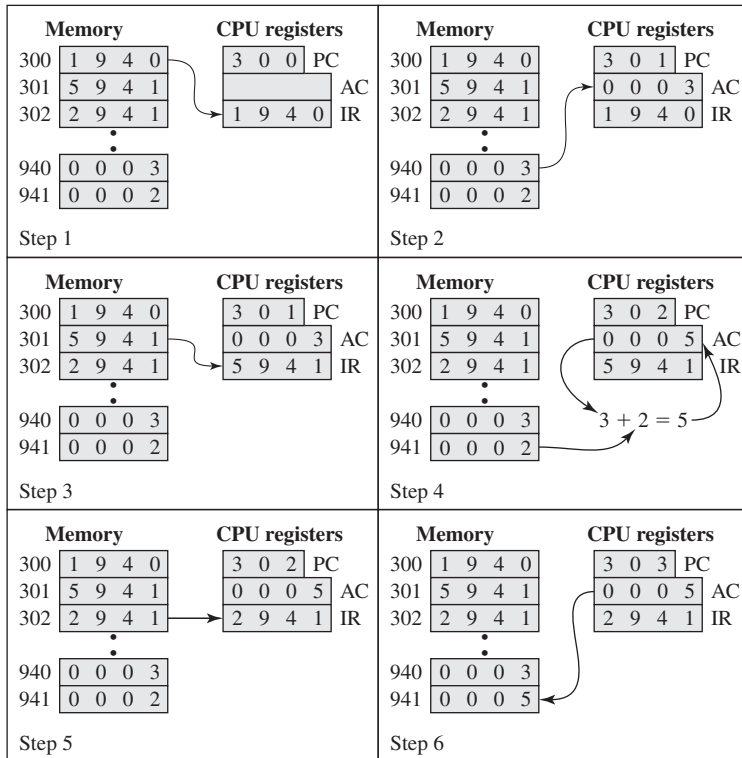 Memory CPU registers
300 1 9 4 0 3 0 0 PC
301 5 9 4 1 AC
302 2 9 4 1 1 9 4 0 IR
940 0 0 0 3
941 0 0 0 2
Step 1
Memory CPU registers
300 1 9 4 0 3 0 1 PC
301 5 9 4 1 0 0 0 3 AC
302 2 9 4 1 1 9 4 0 IR
940 0 0 0 3
941 0 0 0 2
Step 2
Memory CPU registers
300 1 9 4 0 3 0 1 PC
301 5 9 4 1 0 0 0 3 AC
302 2 9 4 1 5 9 4 1 IR
940 0 0 0 3
941 0 0 0 2
Step 3
Memory CPU registers
300 1 9 4 0 3 0 2 PC
301 5 9 4 1 0 0 0 5 AC
302 2 9 4 1 5 9 4 1 IR
940 0 0 0 3 3 + 2 = 5
941 0 0 0 2
Step 4
Memory CPU registers
300 1 9 4 0 3 0 2 PC
301 5 9 4 1 0 0 0 5 AC
302 2 9 4 1 2 9 4 1 IR
940 0 0 0 3
941 0 0 0 2
Step 5
Memory CPU registers
300 1 9 4 0 3 0 3 PC
301 5 9 4 1 0 0 0 5 AC
302 2 9 4 1 2 9 4 1 IR
940 0 0 0 3
941 0 0 0 5
Step 6